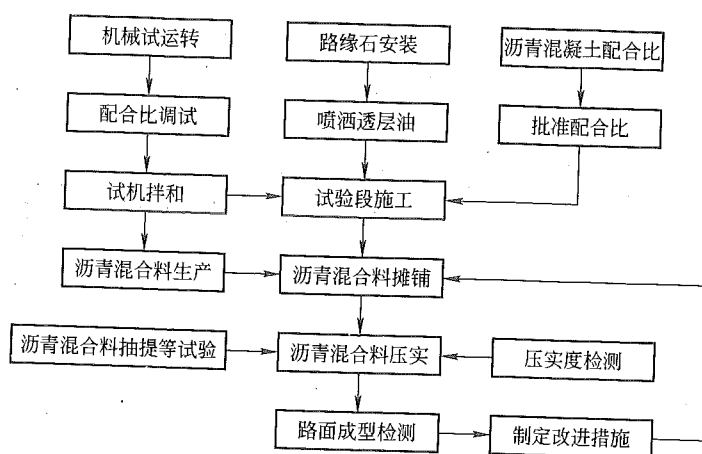 机械试运转
路缘石安装
沥青混凝土配合比
配合比调试
喷洒透层油
批准配合比
试机拌和
试验段施工
沥青混合料生产
沥青混合料摊铺
沥青混合料抽提等试验
沥青混合料压实
压实度检测
路面成型检测
制定改进措施